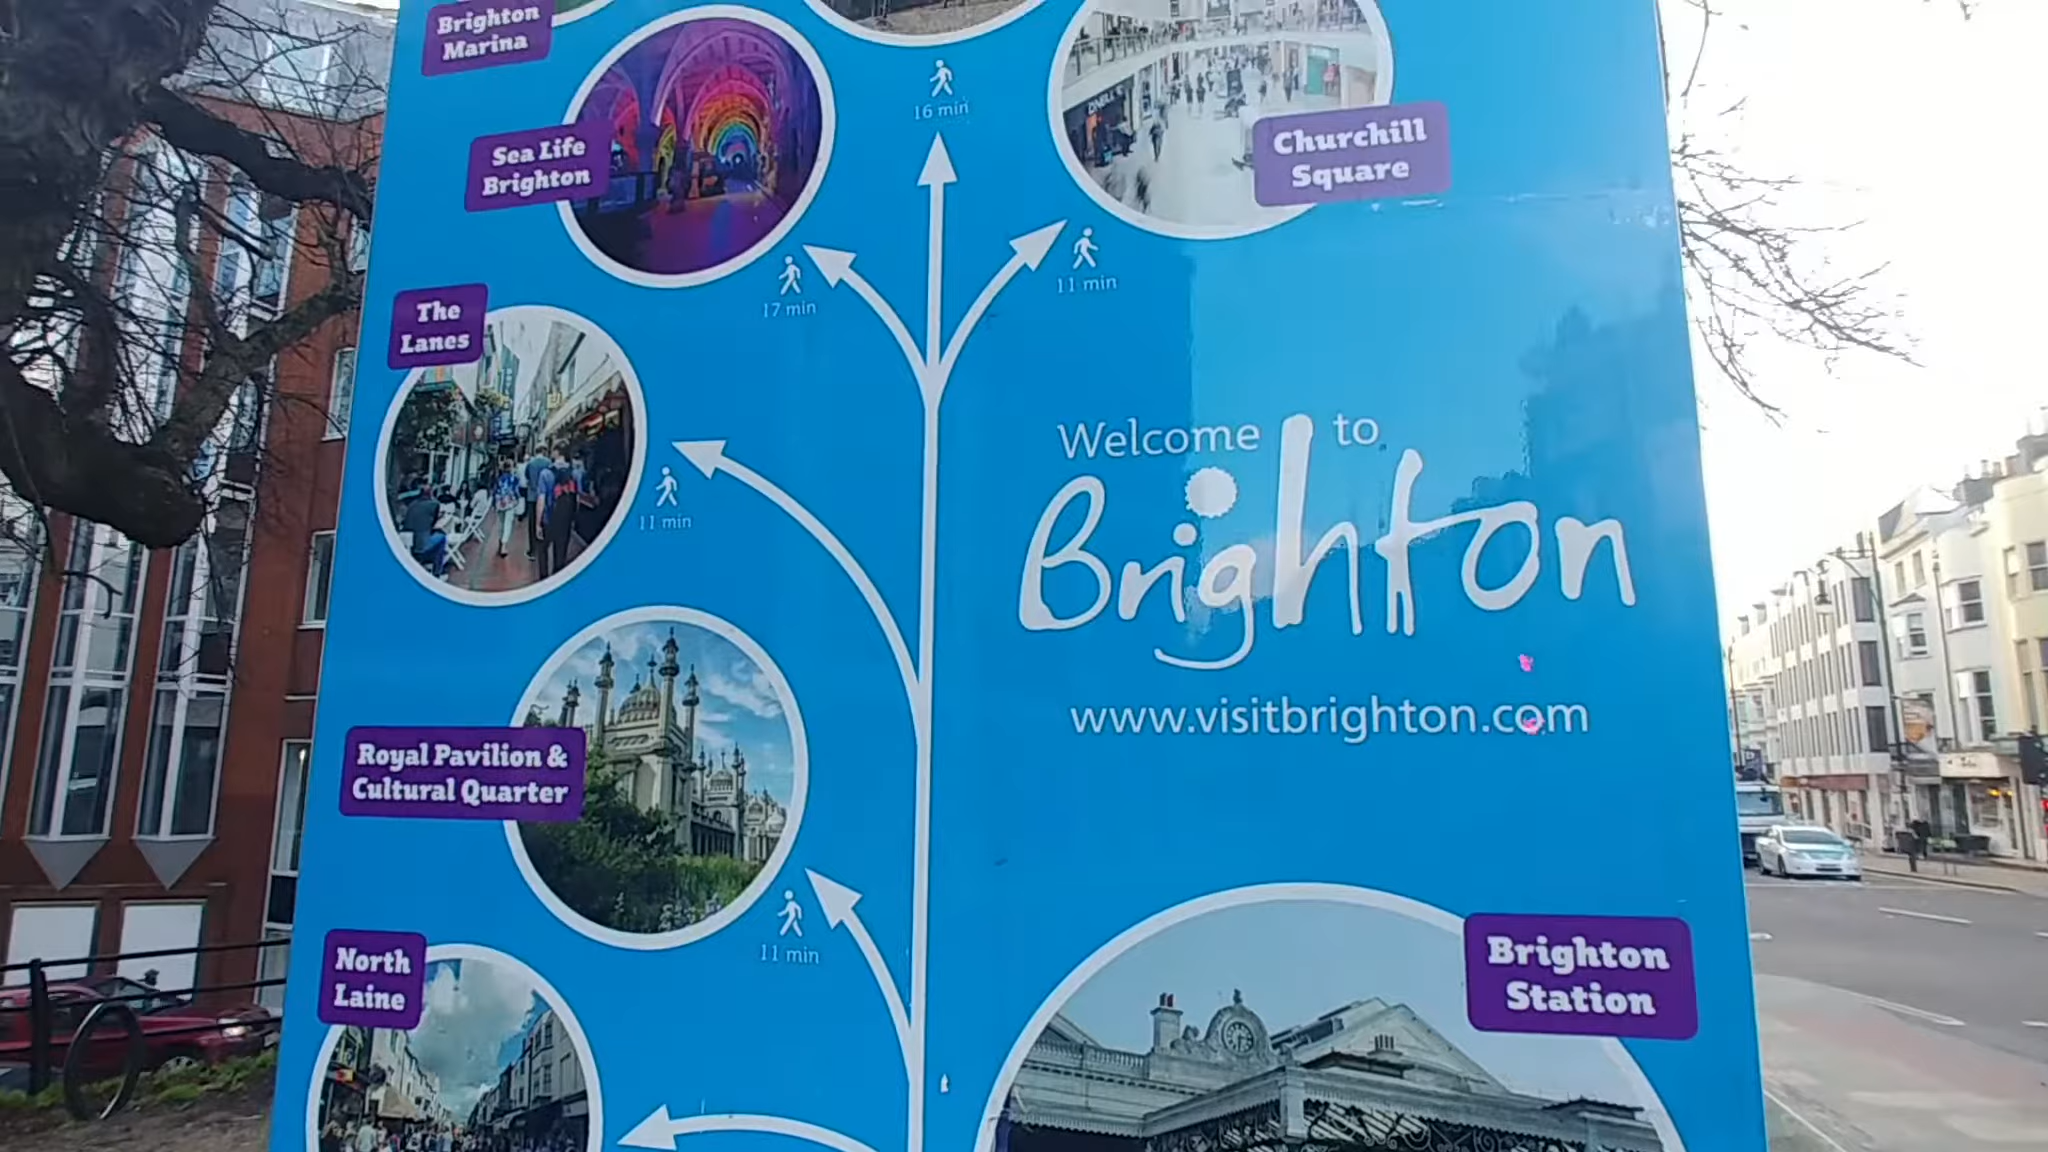 Brighton
Marina
16 min
Sea Life
Brighton
Churchill
Square
17 min
11 min
The
Lanes
11 min
Welcome to
Brighton
www.visitbrighton.com
Royal Pavilion &
Cultural Quarter
11 min
North
Laine
Brighton
Station